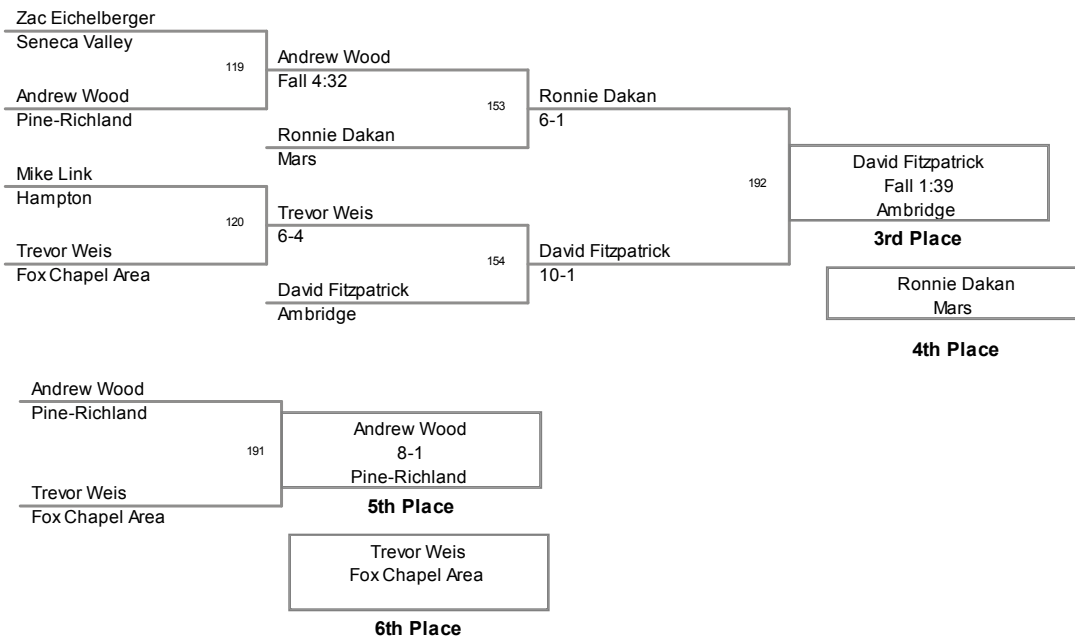 Zac Eichelberger
Seneca Valley
119
Andrew Wood
Pine-Richland
Andrew Wood
Fall 4:32
153
Ronnie Dakan
Mars
Ronnie Dakan
6-1
Mike Link
Hampton
120
Trevor Weis
Fox Chapel Area
Trevor Weis
6-4
154
David Fitzpatrick
Ambridge
David Fitzpatrick
10-1
192
David Fitzpatrick
Fall 1:39
Ambridge
3rd Place
Ronnie Dakan
Mars
4th Place
Andrew Wood
Pine-Richland
191
Trevor Weis
Fox Chapel Area
Andrew Wood
8-1
Pine-Richland
5th Place
Trevor Weis
Fox Chapel Area
6th Place